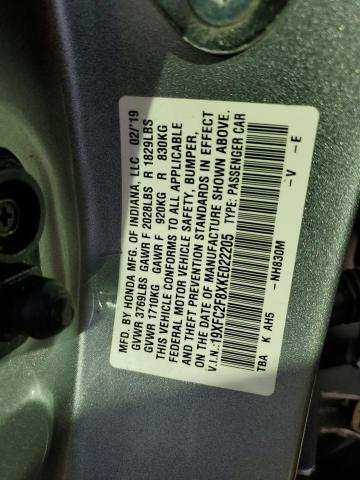 MFD. BY HONDA MFG. OF INDIANA, LLC 02/'19
GVWR 3769LBS GAWR F 2028LBS R 1829LBS
GVWR 1710KG GAWR F 920KG R 830KG
THIS VEHICLE CONFORMS TO ALL APPLICABLE
FEDERAL MOTOR VEHICLE SAFETY, BUMPER,
AND THEFT PREVENTION STANDARDS IN EFFECT
ON THE DATE OF MANUFACTURE SHOWN ABOVE.
V.I.N.:19XFC2F8XKE022205 TYPE: PASSENGER CAR
TBA K AH5 -NH830M -V -E